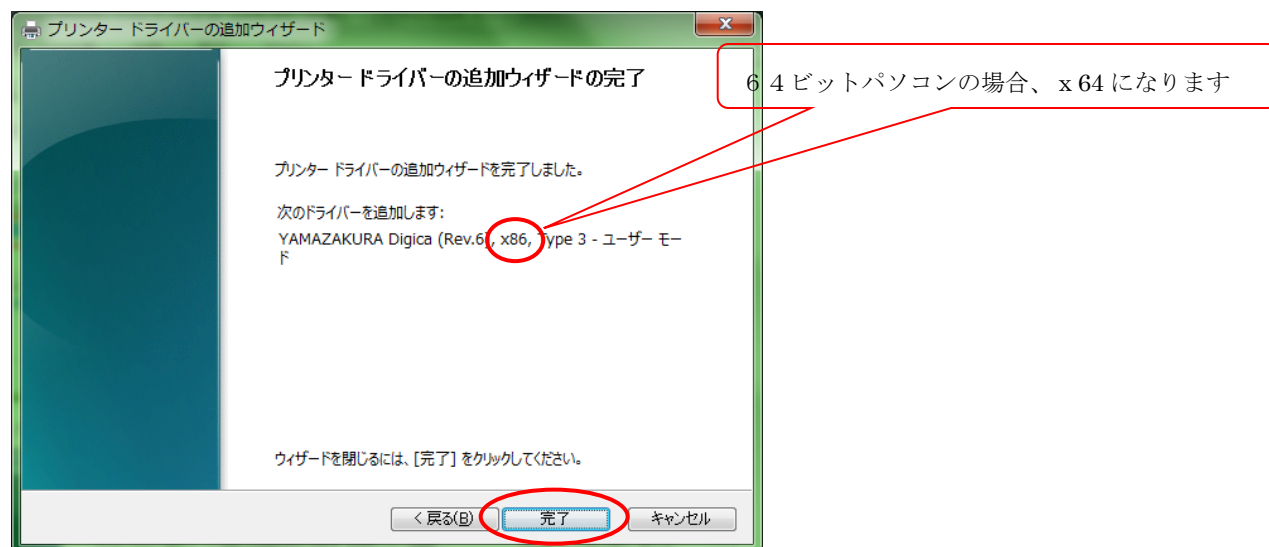 プリンター ドライバーの追加ウィザード
プリンター ドライバーの追加ウィザードの完了
64ビットパソコンの場合、x64になります
プリンター ドライバーの追加ウィザードを完了しました。
次のドライバーを追加します:
YAMAZAKURA Digica (Rev.6), x86, Type 3 - ユーザー モー
ド
ウィザードを閉じるには、[完了] をクリックしてください。
< 戻る(B) 完了 キャンセル